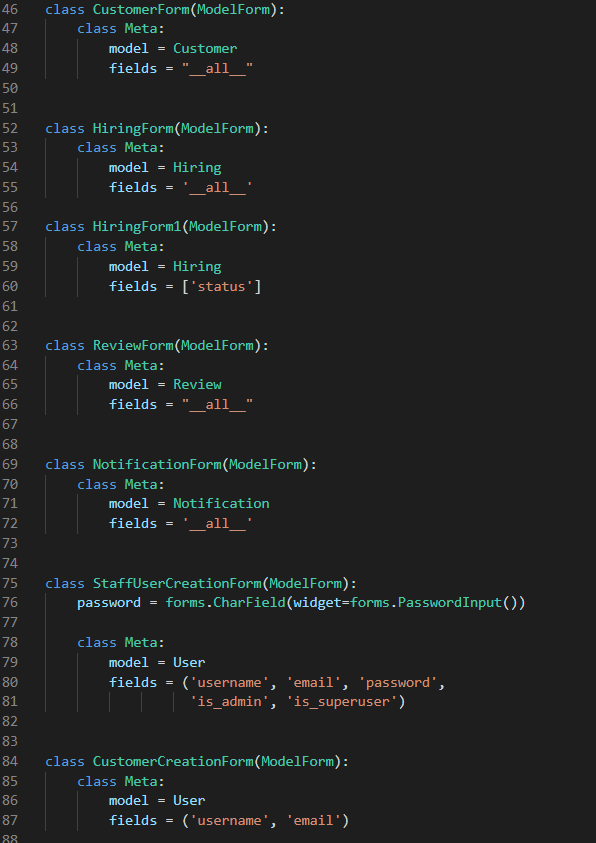 46 class CustomerForm(ModelForm):
47     class Meta:
48         model = Customer
49         fields = "__all__"
50
51
52 class HiringForm(ModelForm):
53     class Meta:
54         model = Hiring
55         fields = '__all__'
56
57 class HiringForm1(ModelForm):
58     class Meta:
59         model = Hiring
60         fields = ['status']
61
62
63 class ReviewForm(ModelForm):
64     class Meta:
65         model = Review
66         fields = "__all__"
67
68
69 class NotificationForm(ModelForm):
70     class Meta:
71         model = Notification
72         fields = '__all__'
73
74
75 class StaffUserCreationForm(ModelForm):
76     password = forms.CharField(widget=forms.PasswordInput())
77
78     class Meta:
79         model = User
80         fields = ('username', 'email', 'password',
81                   'is_admin', 'is_superuser')
82
83
84 class CustomerCreationForm(ModelForm):
85     class Meta:
86         model = User
87         fields = ('username', 'email')
88